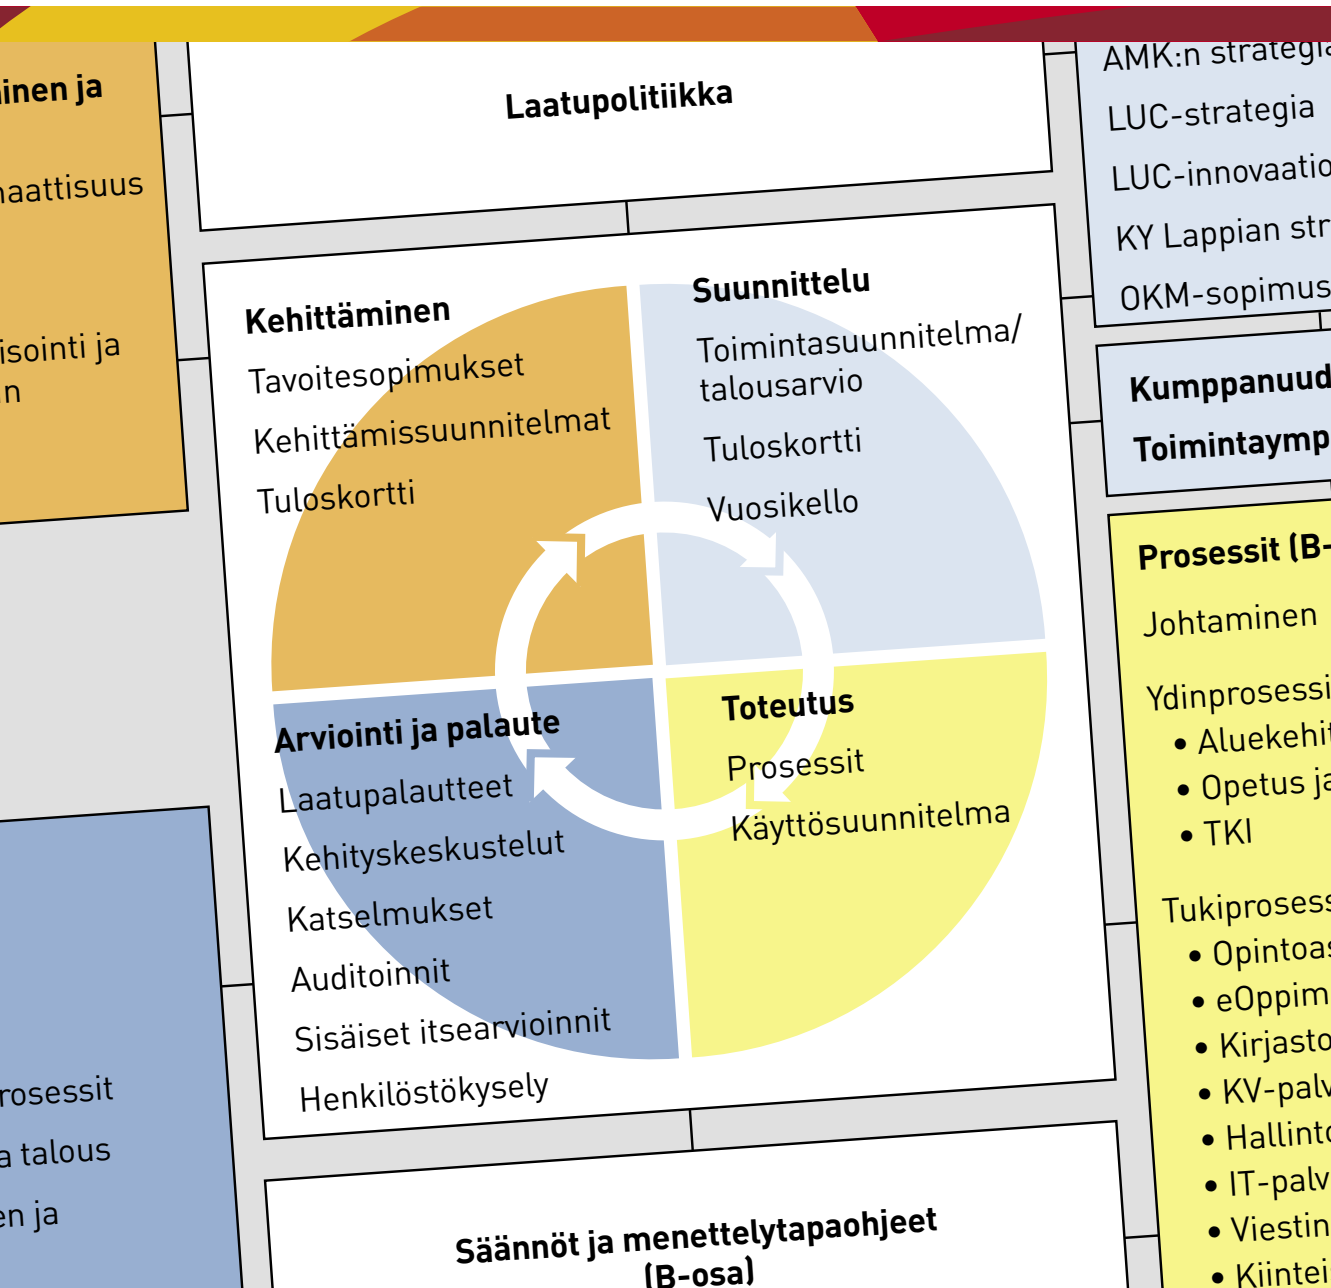 Laatupolitiikka
Kehittäminen
Tavoitesopimukset
Kehittämissuunnitelmat
Tuloskortti
Suunnittelu
Toimintasuunnitelma/
talousarvio
Tuloskortti
Vuosikello
Arviointi ja palaute
Laatupalautteet
Kehityskeskustelut
Katselmukset
Auditoinnit
Sisäiset itsearvioinnit
Henkilöstökysely
Toteutus
Prosessit
Käyttösuunnitelma
Säännöt ja menettelytapaohjeet
(B-osa)
inen ja
aattisuus
isointi ja
n
rosessit
a talous
en ja
AMK:n strategia
LUC-strategia
LUC-innovaatio
KY Lappian str
OKM-sopimus
Kumppanuud
Toimintaymp
Prosessit (B-
Johtaminen
Ydinprosessi
• Aluekehit
• Opetus ja
• TKI
Tukiprosess
• Opintoas
• eOppim
• Kirjasto
• KV-palv
• Hallinto
• IT-palv
• Viestin
• Kiintei